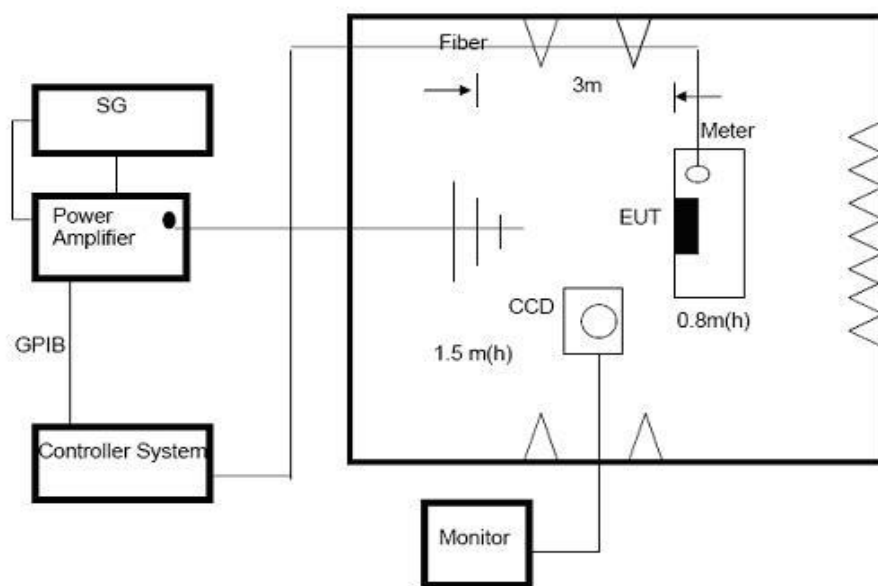 Fiber
SG
3m
Meter
Power
Amplifier
EUT
CCD
0.8m(h)
GPIB
1.5 m(h)
Controller System
Monitor